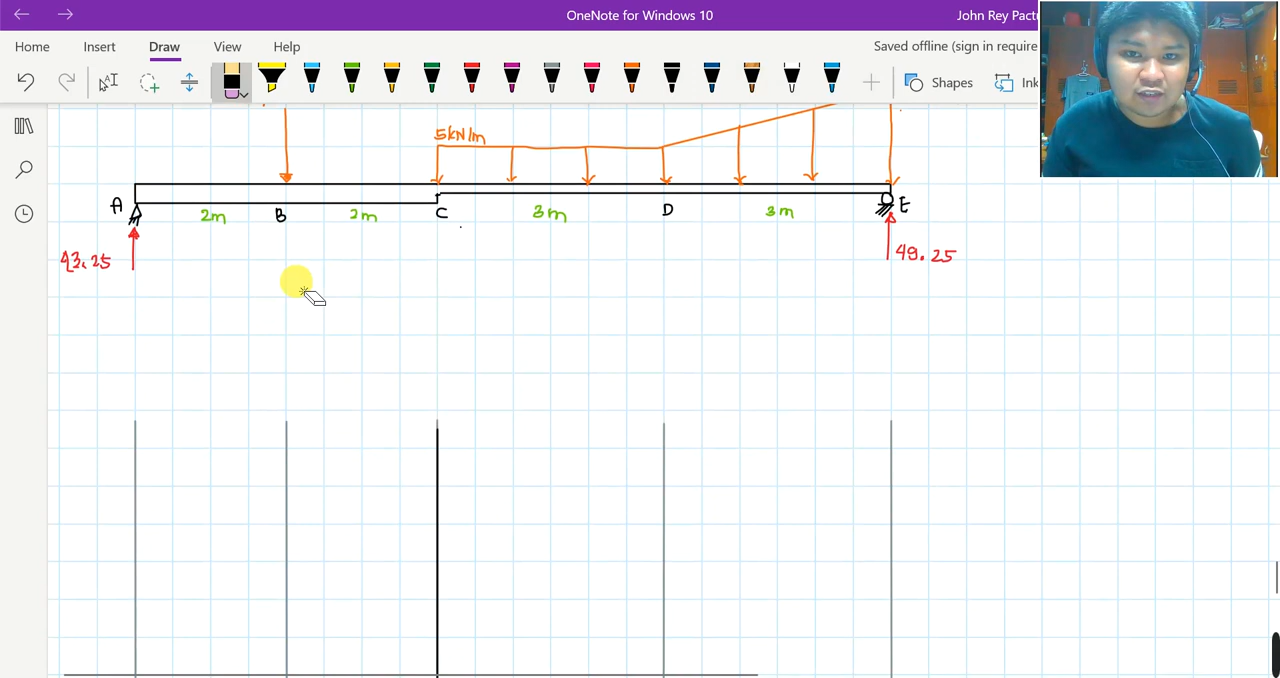 OneNote for Windows 10
John Rey Pact
Home
Insert
Draw
View
Help
Saved offline (sign in require
Shapes
Ink
5kN/m
A
2m
B
2m
C
3m
D
3m
E
43.25
49.25